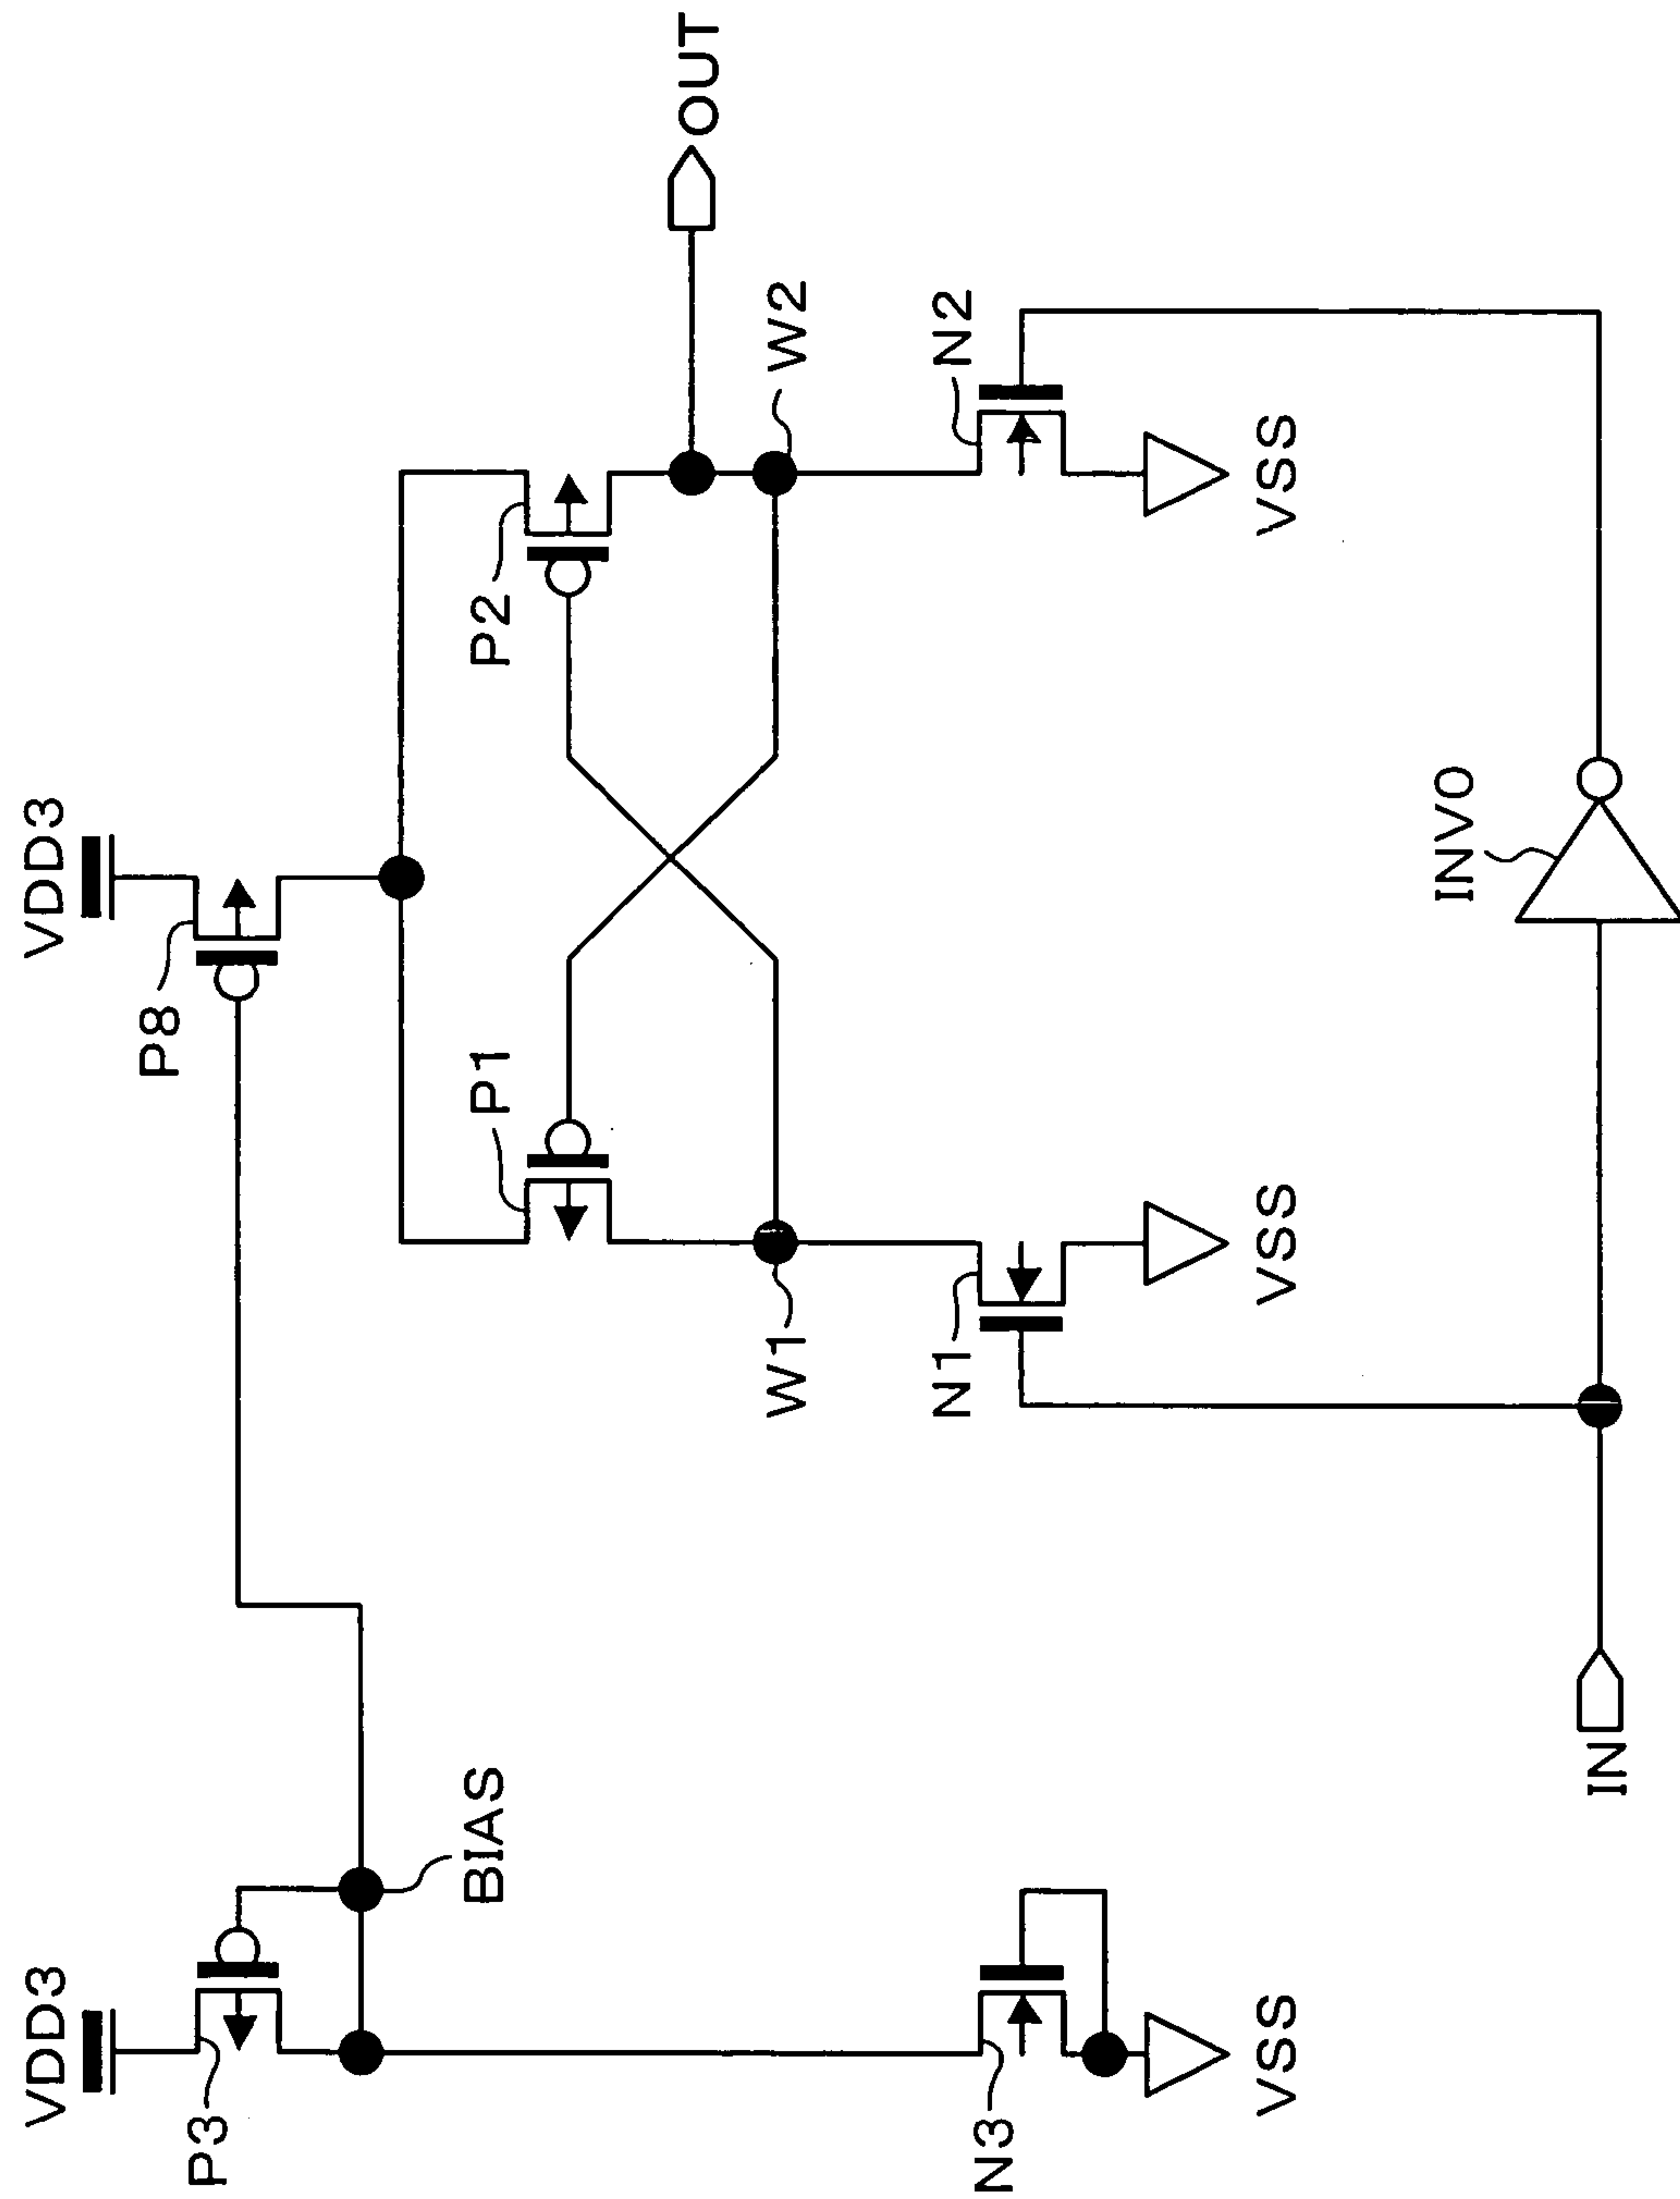 VDD3
VDD3
P3
P8
BIAS
P1
P2
OUT
W1
W2
N3
N1
N2
VSS
VSS
VSS
IN
INV0